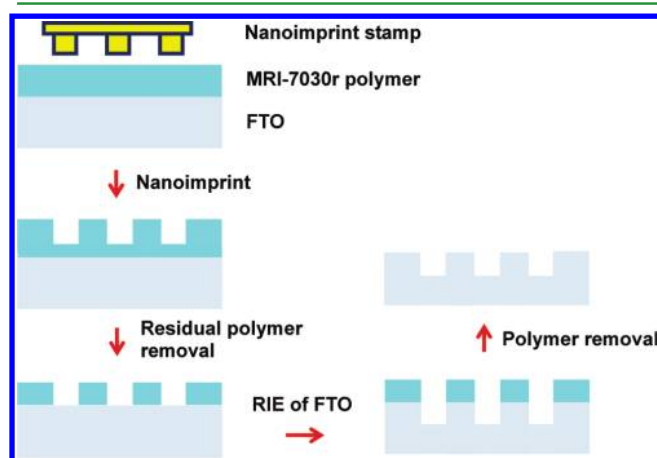 Nanoimprint stamp
MRI-7030r polymer
FTO
Nanoimprint
Residual polymer
removal
RIE of FTO
Polymer removal